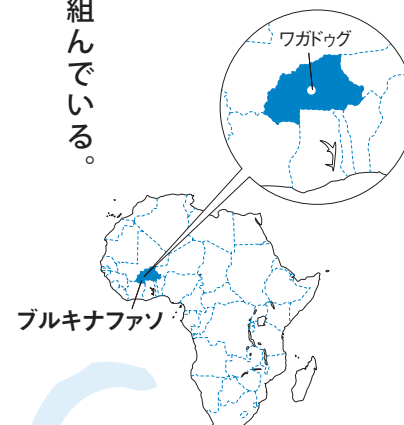 組んでいる。
ワガドゥグ
ブルキナファソ